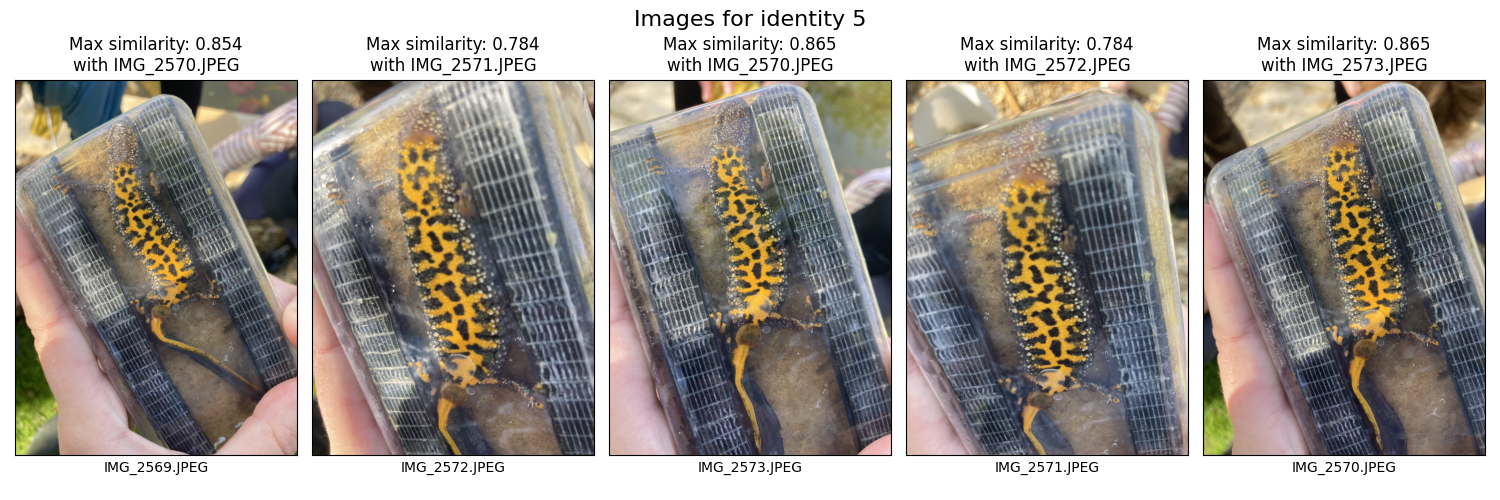 Images for identity 5
Max similarity: 0.854
with IMG_2570.JPEG
Max similarity: 0.784
with IMG_2571.JPEG
Max similarity: 0.865
with IMG_2570.JPEG
Max similarity: 0.784
with IMG_2572.JPEG
Max similarity: 0.865
with IMG_2573.JPEG
IMG_2569.JPEG
IMG_2572.JPEG
IMG_2573.JPEG
IMG_2571.JPEG
IMG_2570.JPEG